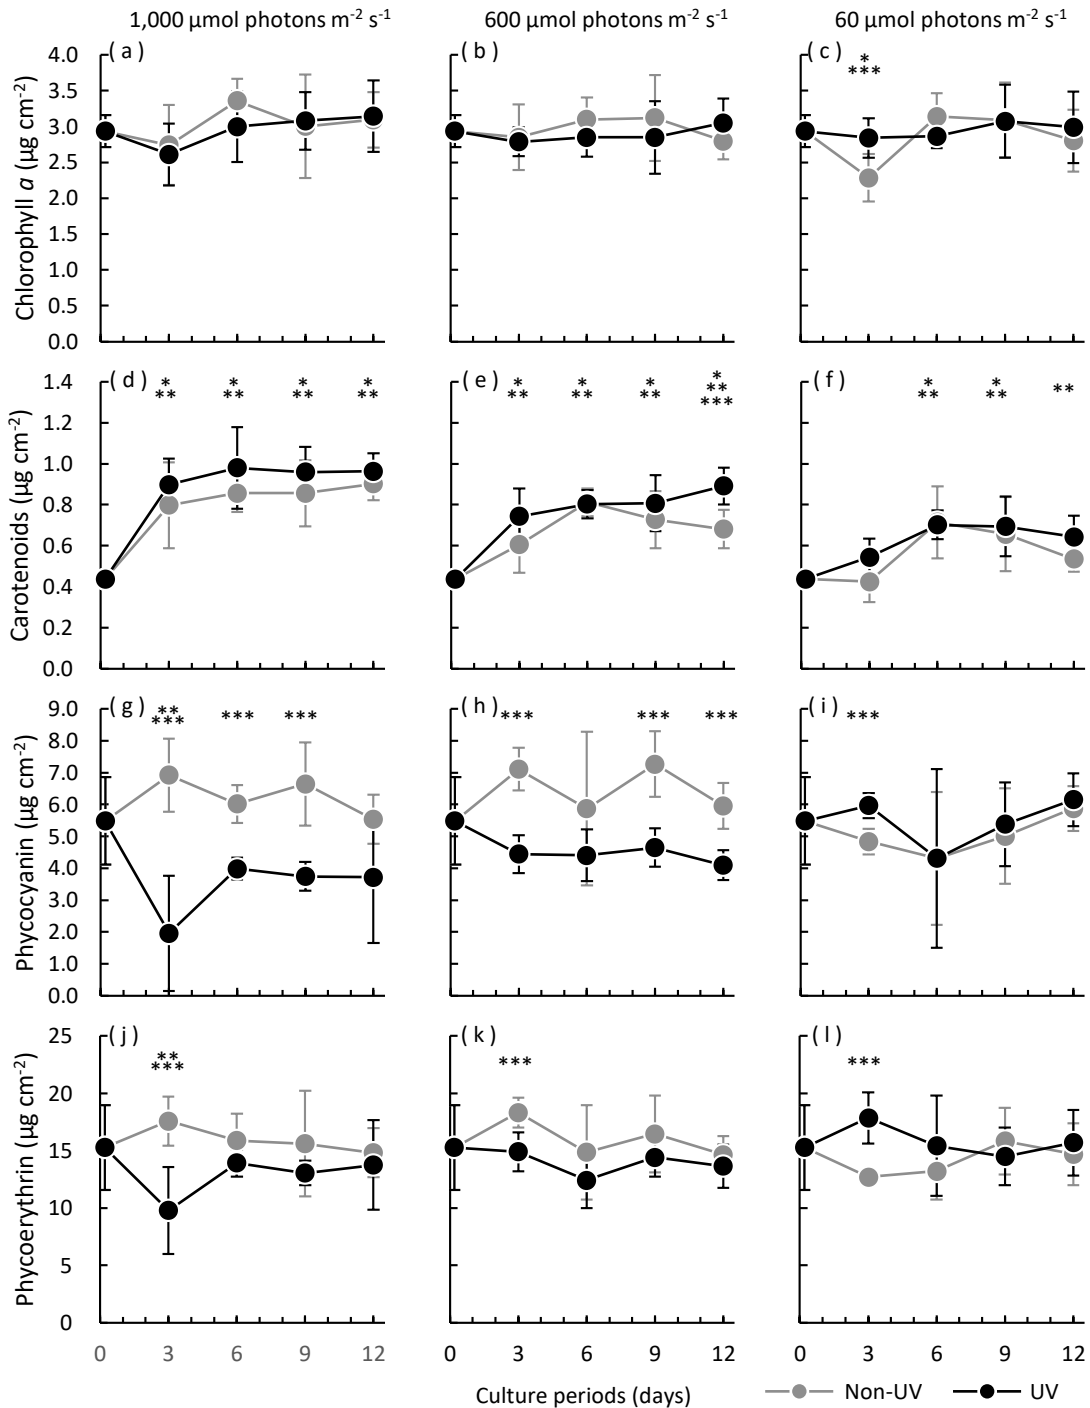 1,000 µmol photons m⁻² s⁻¹
600 µmol photons m⁻² s⁻¹
60 µmol photons m⁻² s⁻¹
Chlorophyll a (µg cm⁻²)
4.0
3.5
3.0
2.5
2.0
1.5
1.0
0.5
0.0
( a )
( b )
( c )
*
***
Carotenoids (µg cm⁻²)
1.4
1.2
1.0
0.8
0.6
0.4
0.2
0.0
( d )
* * * *
** ** ** **
( e )
* * * *
** ** ** **
***
( f )
* *
** ** **
Phycocyanin (µg cm⁻²)
9.0
8.0
7.0
6.0
5.0
4.0
3.0
2.0
1.0
0.0
( g )
**
*** *** ***
( h )
*** *** ***
( i )
***
Phycoerythrin (µg cm⁻²)
25
20
15
10
5
0
( j )
**
***
( k )
***
( l )
***
0 3 6 9 12
0 3 6 9 12
0 3 6 9 12
Culture periods (days)
Non-UV
UV